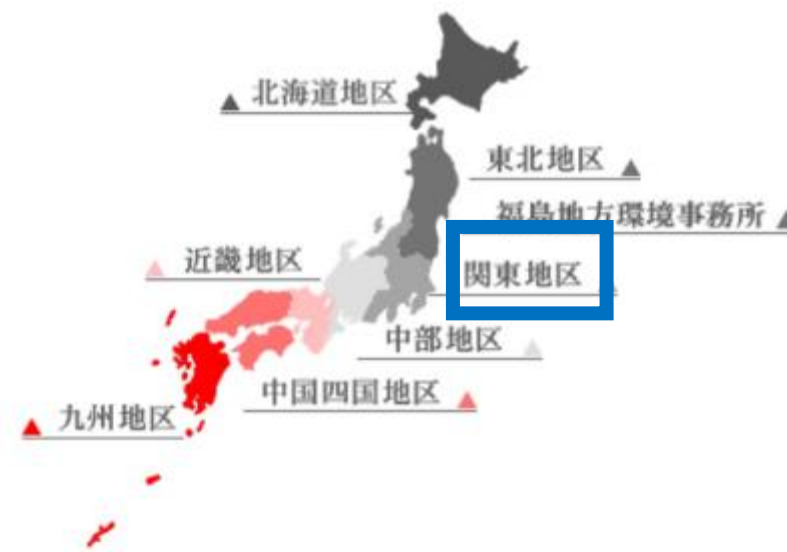 北海道地区
東北地区
福島地方環境事務所
近畿地区
関東地区
中部地区
中国四国地区
九州地区